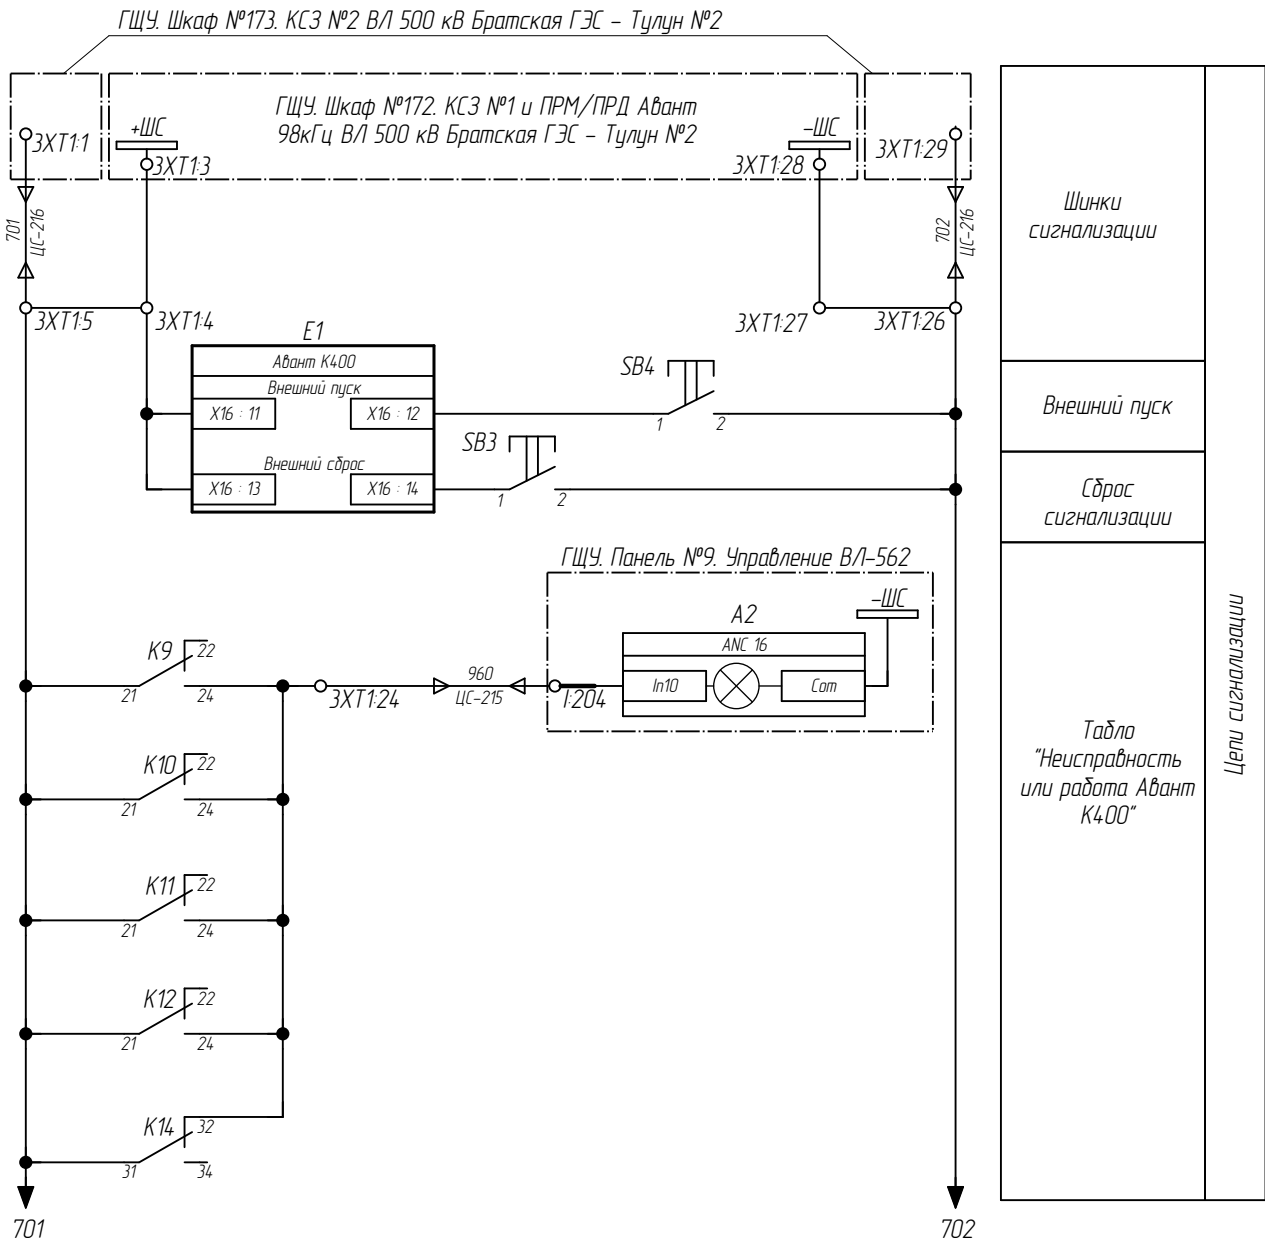 ГЩУ. Шкаф №173. КСЗ №2 ВЛ 500 кВ Братская ГЭС – Тулун №2
ГЩУ. Шкаф №172. КСЗ №1 и ПРМ/ПРД Авант
98кГц ВЛ 500 кВ Братская ГЭС – Тулун №2
3XT1:1
+ШС
3XT1:3
–ШС
3XT1:28
3XT1:29
701
ЦС-216
702
ЦС-216
Шинки
сигнализации
3XT1:5
3XT1:4
3XT1:27
3XT1:26
E1
Авант К400
Внешний пуск
X16 : 11
X16 : 12
SB4
1
2
Внешний пуск
Внешний сброс
X16 : 13
X16 : 14
SB3
1
2
Сброс
сигнализации
ГЩУ. Панель №9. Управление ВЛ-562
–ШС
A2
ANC 16
In10
Com
K9
22
21
24
3XT1:24
960
ЦС-215
I:204
Табло
"Неисправность
или работа Авант
К400"
Цепи сигнализации
K10
22
21
24
K11
22
21
24
K12
22
21
24
K14
32
31
34
701
702